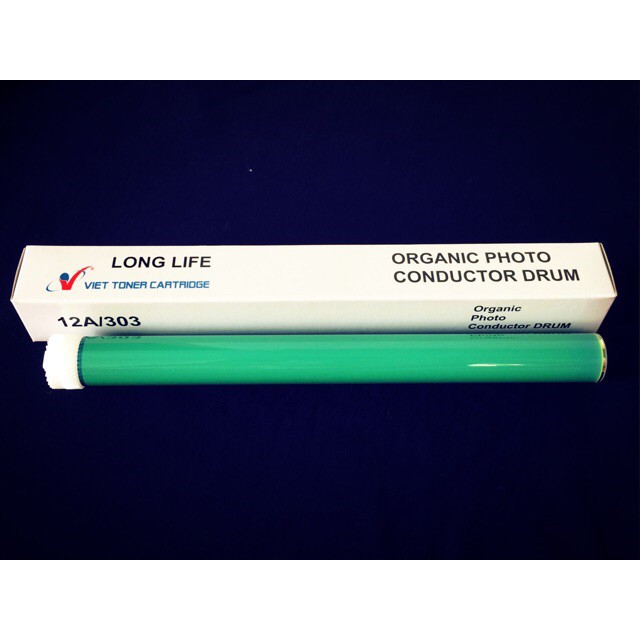 LONG LIFE
VIET TONER CARTRIDGE
ORGANIC PHOTO
CONDUCTOR DRUM
12A/303
Organic
Photo
Conductor DRUM